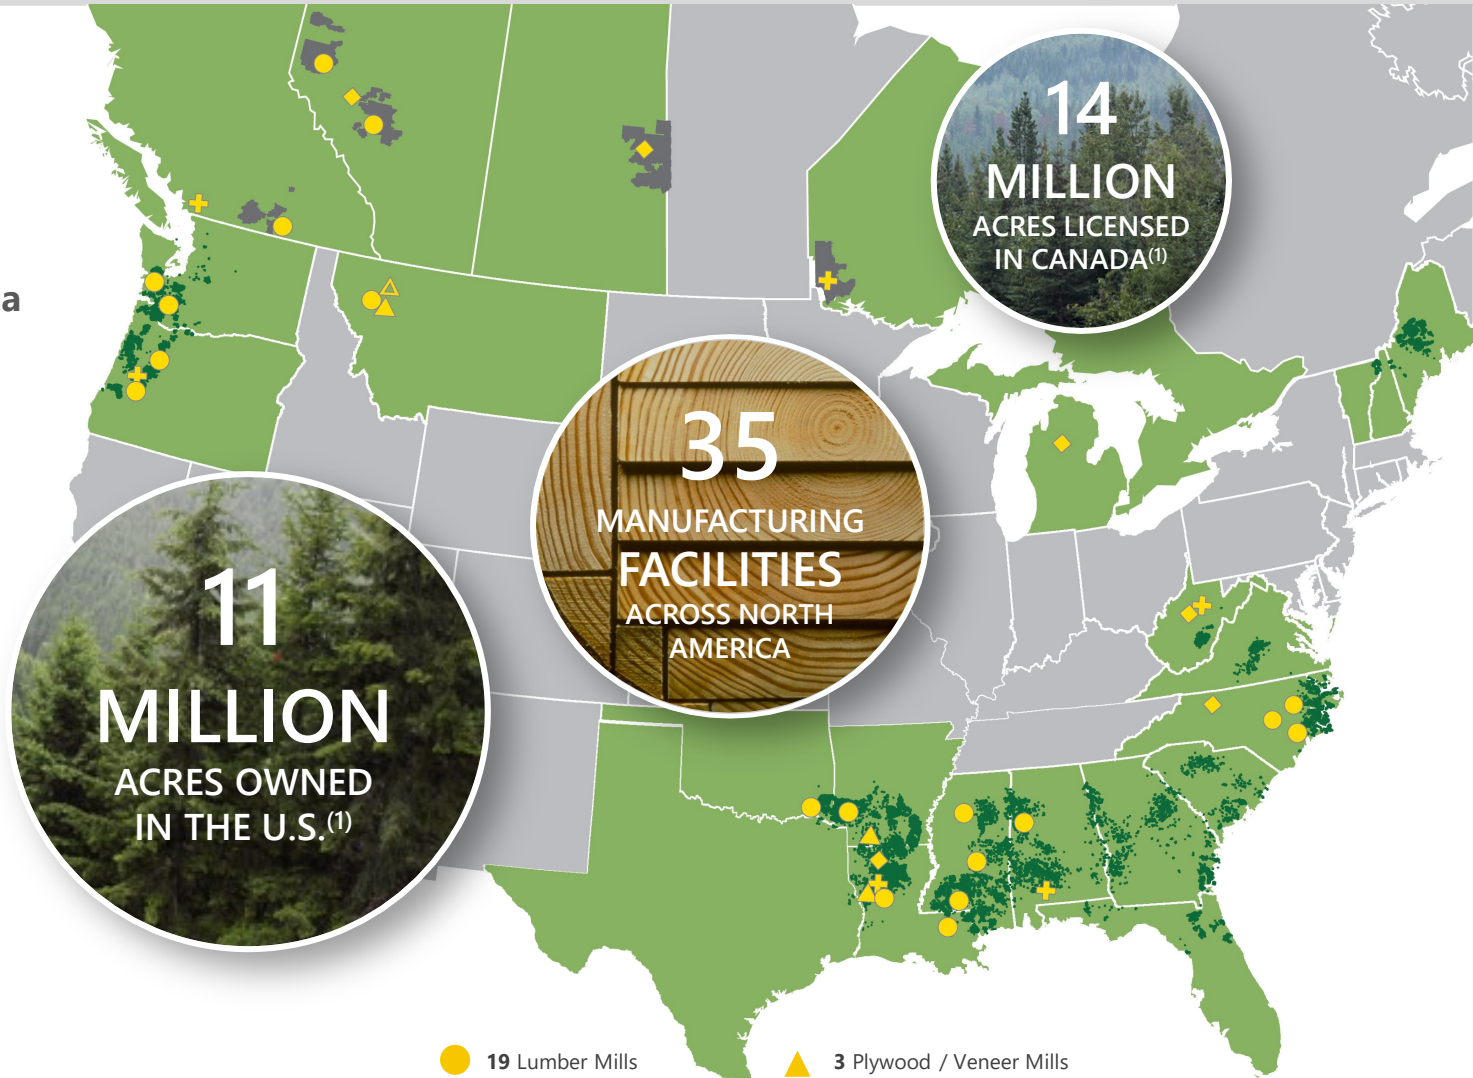 14
MILLION
ACRES LICENSED
IN CANADA(1)
a
35
MANUFACTURING
FACILITIES
ACROSS NORTH
AMERICA
11
MILLION
ACRES OWNED
IN THE U.S.(1)
19 Lumber Mills
3 Plywood / Veneer Mills